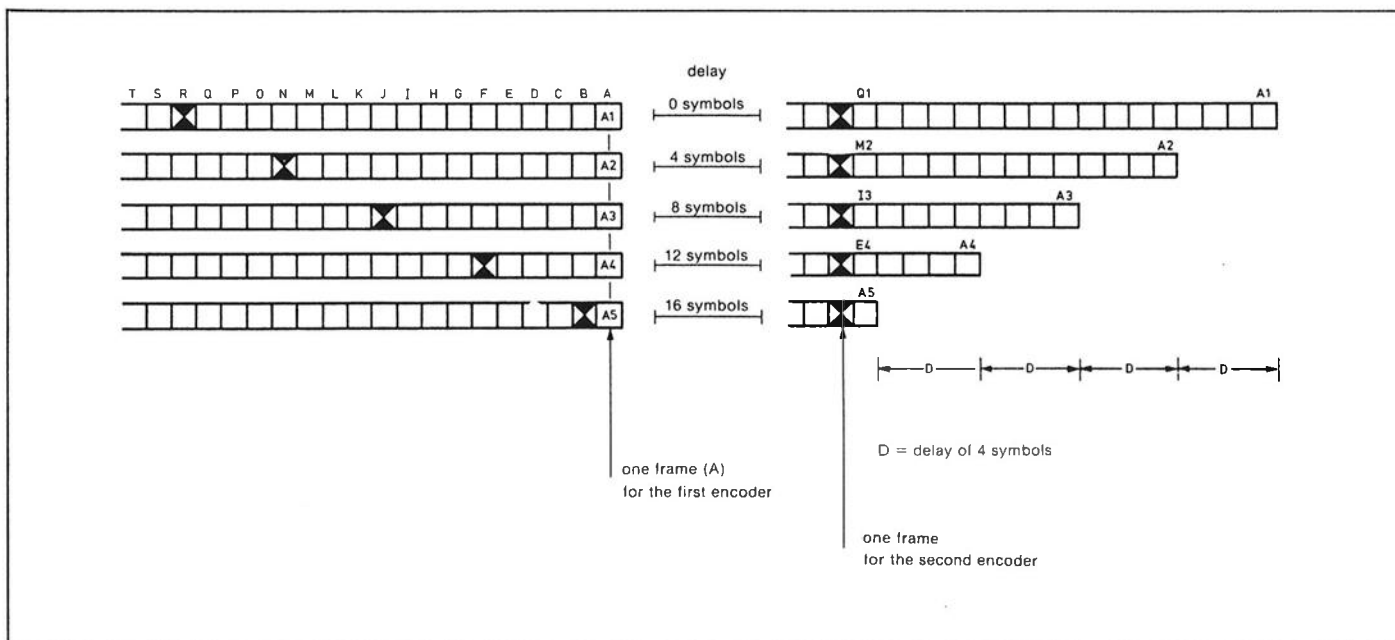 delay
T S R Q P O N M L K J I H G F E D C B A
A1 0 symbols Q1 A1
A2 4 symbols M2 A2
A3 8 symbols I3 A3
A4 12 symbols E4 A4
A5 16 symbols A5
D D D D
D = delay of 4 symbols
one frame (A)
for the first encoder
one frame
for the second encoder